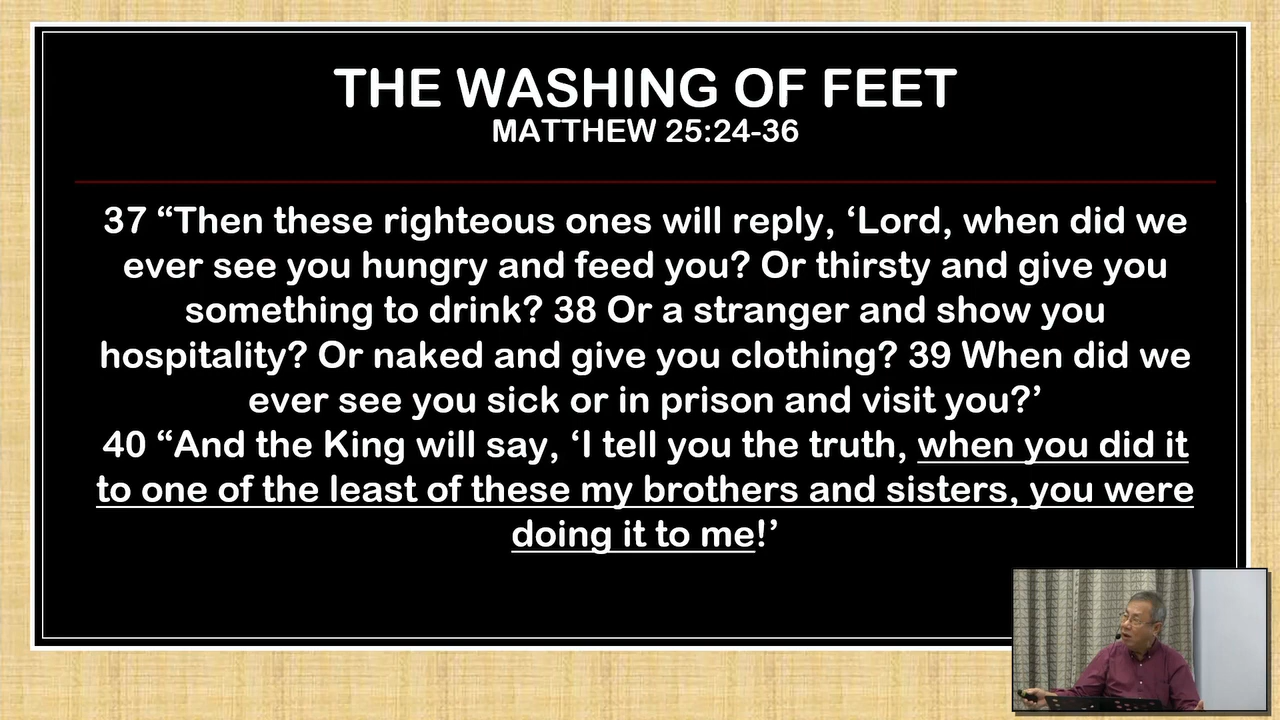 THE WASHING OF FEET
MATTHEW 25:24-36
37 “Then these righteous ones will reply, ‘Lord, when did we
ever see you hungry and feed you? Or thirsty and give you
something to drink? 38 Or a stranger and show you
hospitality? Or naked and give you clothing? 39 When did we
ever see you sick or in prison and visit you?’
40 “And the King will say, ‘I tell you the truth, when you did it
to one of the least of these my brothers and sisters, you were
doing it to me!’